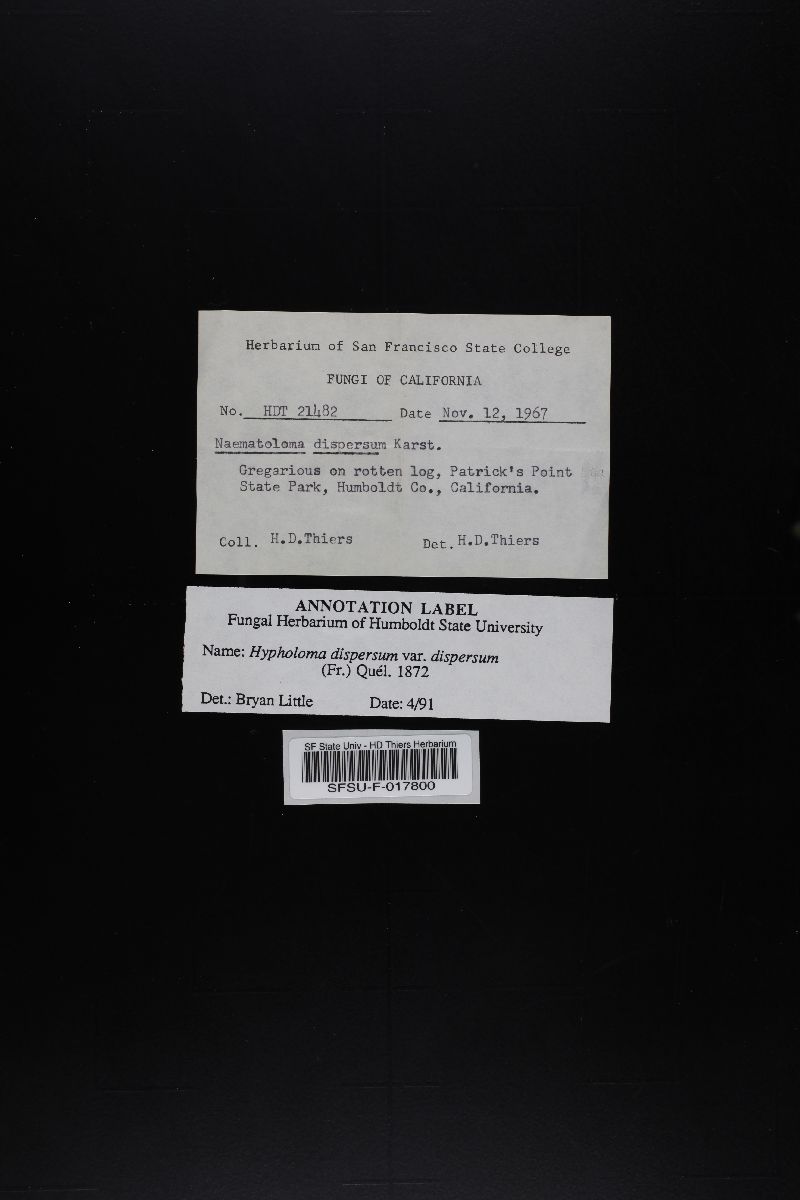 Herbarium of San Francisco State College
FUNGI OF CALIFORNIA
No. HDT 21482 Date Nov. 12, 1967
Naematoloma dispersum Karst.
Gregarious on rotten log, Patrick's Point
State Park, Humboldt Co., California.
Coll. H.D.Thiers Det. H.D.Thiers
ANNOTATION LABEL
Fungal Herbarium of Humboldt State University
Name: Hypholoma dispersum var. dispersum
(Fr.) Quél. 1872
Det.: Bryan Little Date: 4/91
SF State Univ - HD Thiers Herbarium
SFSU-F-017800